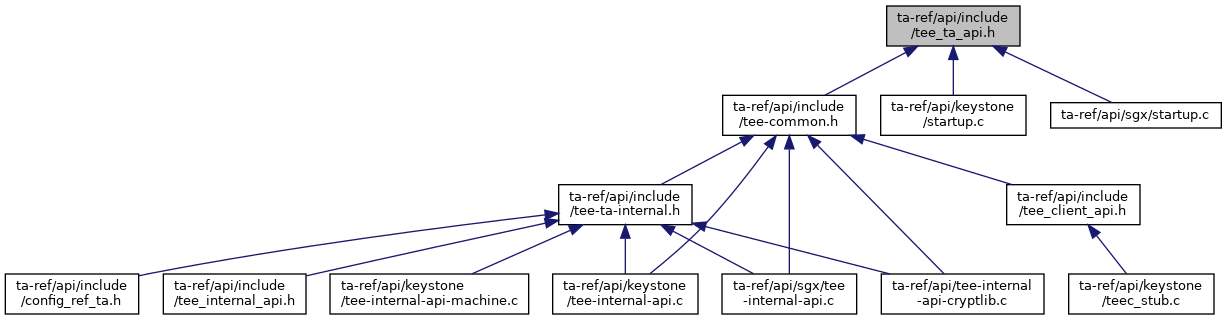 ta-ref/api/include
/tee_ta_api.h
ta-ref/api/include
/tee-common.h
ta-ref/api/keystone
/startup.c
ta-ref/api/sgx/startup.c
ta-ref/api/include
/tee-ta-internal.h
ta-ref/api/include
/tee_client_api.h
ta-ref/api/include
/config_ref_ta.h
ta-ref/api/include
/tee_internal_api.h
ta-ref/api/keystone
/tee-internal-api-machine.c
ta-ref/api/keystone
/tee-internal-api.c
ta-ref/api/sgx/tee
-internal-api.c
ta-ref/api/tee-internal
-api-cryptlib.c
ta-ref/api/keystone
/teec_stub.c